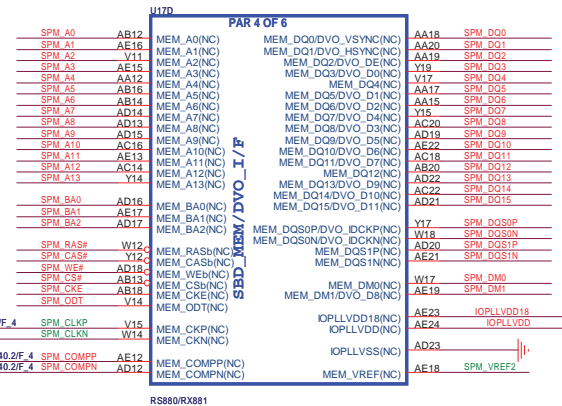 U17D
PAR 4 OF 6
SPM_A0 AB12 MEM_A0(NC)
SPM_A1 AE16 MEM_A1(NC)
SPM_A2 V11 MEM_A2(NC)
SPM_A3 AE15 MEM_A3(NC)
SPM_A4 AA12 MEM_A4(NC)
SPM_A5 AB16 MEM_A5(NC)
SPM_A6 AB14 MEM_A6(NC)
SPM_A7 AD14 MEM_A7(NC)
SPM_A8 AD13 MEM_A8(NC)
SPM_A9 AD15 MEM_A9(NC)
SPM_A10 AC16 MEM_A10(NC)
SPM_A11 AE13 MEM_A11(NC)
SPM_A12 AC14 MEM_A12(NC)
SPM_A13 Y14 MEM_A13(NC)
SPM_BA0 AD16 MEM_BA0(NC)
SPM_BA1 AE17 MEM_BA1(NC)
SPM_BA2 AD17 MEM_BA2(NC)
SPM_RAS# W12 MEM_RASb(NC)
SPM_CAS# Y12 MEM_CASb(NC)
SPM_WE# AD18 MEM_WEb(NC)
SPM_CS# AB13 MEM_CSb(NC)
SPM_CKE AB18 MEM_CKE(NC)
SPM_ODT V14 MEM_ODT(NC)
/F_4 SPM_CLKP V15 MEM_CKP(NC)
SPM_CLKN W14 MEM_CKN(NC)
40.2/F_4 SPM_COMPP AE12 MEM_COMPP(NC)
40.2/F_4 SPM_COMPN AD12 MEM_COMPN(NC)
SBD_MEM/DVO_I/F
MEM_DQ0/DVO_VSYNC(NC) AA18 SPM_DQ0
MEM_DQ1/DVO_HSYNC(NC) AA20 SPM_DQ1
MEM_DQ2/DVO_DE(NC) AA19 SPM_DQ2
MEM_DQ3/DVO_D0(NC) Y19 SPM_DQ3
MEM_DQ4(NC) V17 SPM_DQ4
MEM_DQ5/DVO_D1(NC) AA17 SPM_DQ5
MEM_DQ6/DVO_D2(NC) AA15 SPM_DQ6
MEM_DQ7/DVO_D4(NC) Y15 SPM_DQ7
MEM_DQ8/DVO_D3(NC) AC20 SPM_DQ8
MEM_DQ9/DVO_D5(NC) AD19 SPM_DQ9
MEM_DQ10/DVO_D6(NC) AE22 SPM_DQ10
MEM_DQ11/DVO_D7(NC) AC18 SPM_DQ11
MEM_DQ12(NC) AB20 SPM_DQ12
MEM_DQ13/DVO_D9(NC) AD22 SPM_DQ13
MEM_DQ14/DVO_D10(NC) AC22 SPM_DQ14
MEM_DQ15/DVO_D11(NC) AD21 SPM_DQ15
MEM_DQS0P/DVO_IDCKP(NC) Y17 SPM_DQS0P
MEM_DQS0N/DVO_IDCKN(NC) W18 SPM_DQS0N
MEM_DQS1P(NC) AD20 SPM_DQS1P
MEM_DQS1N(NC) AE21 SPM_DQS1N
MEM_DM0(NC) W17 SPM_DM0
MEM_DM1/DVO_D8(NC) AE19 SPM_DM1
IOPLLVDD18(NC) AE23 IOPLLVDD18
IOPLLVDD(NC) AE24 IOPLLVDD
IOPLLVSS(NC) AD23
MEM_VREF(NC) AE18 SPM_VREF2
RS880/RX881